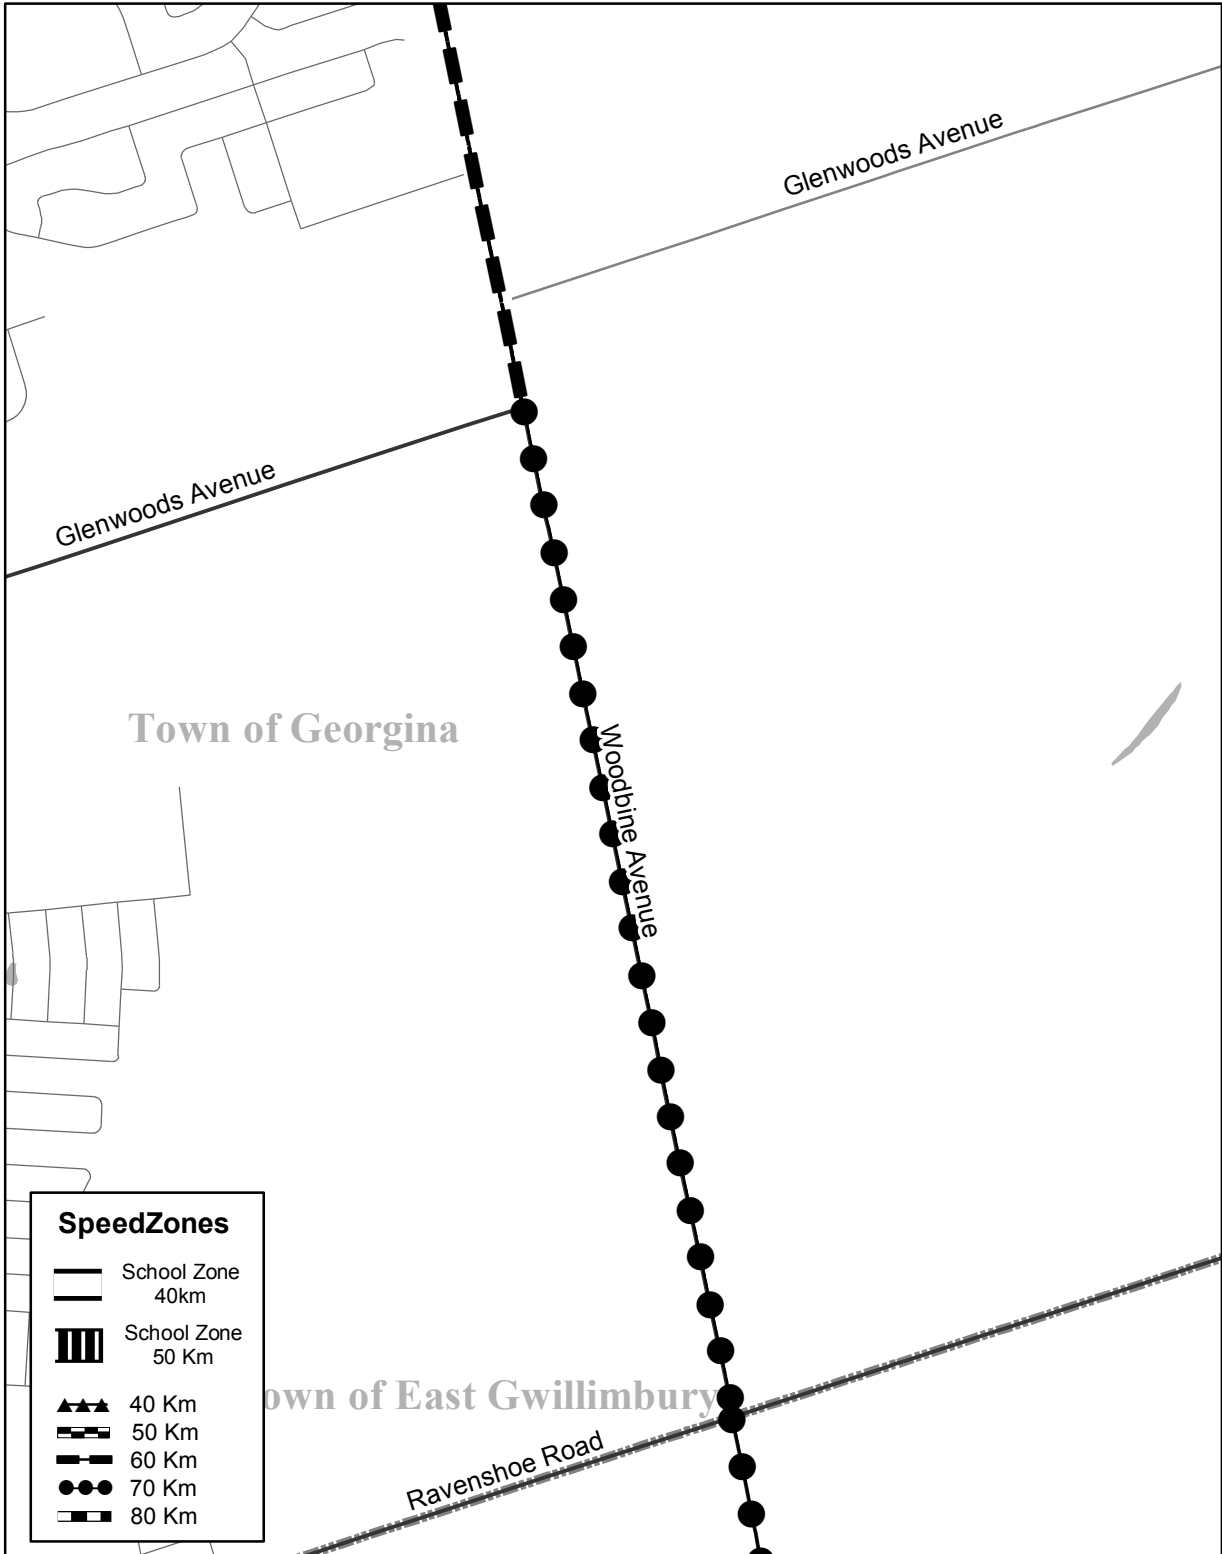 Glenwoods Avenue
Glenwoods Avenue
Town of Georgina
Woodbine Avenue
own of East Gwillimbury
Ravenshoe Road
SpeedZones
School Zone
40km
School Zone
50 Km
40 Km
50 Km
60 Km
70 Km
80 Km